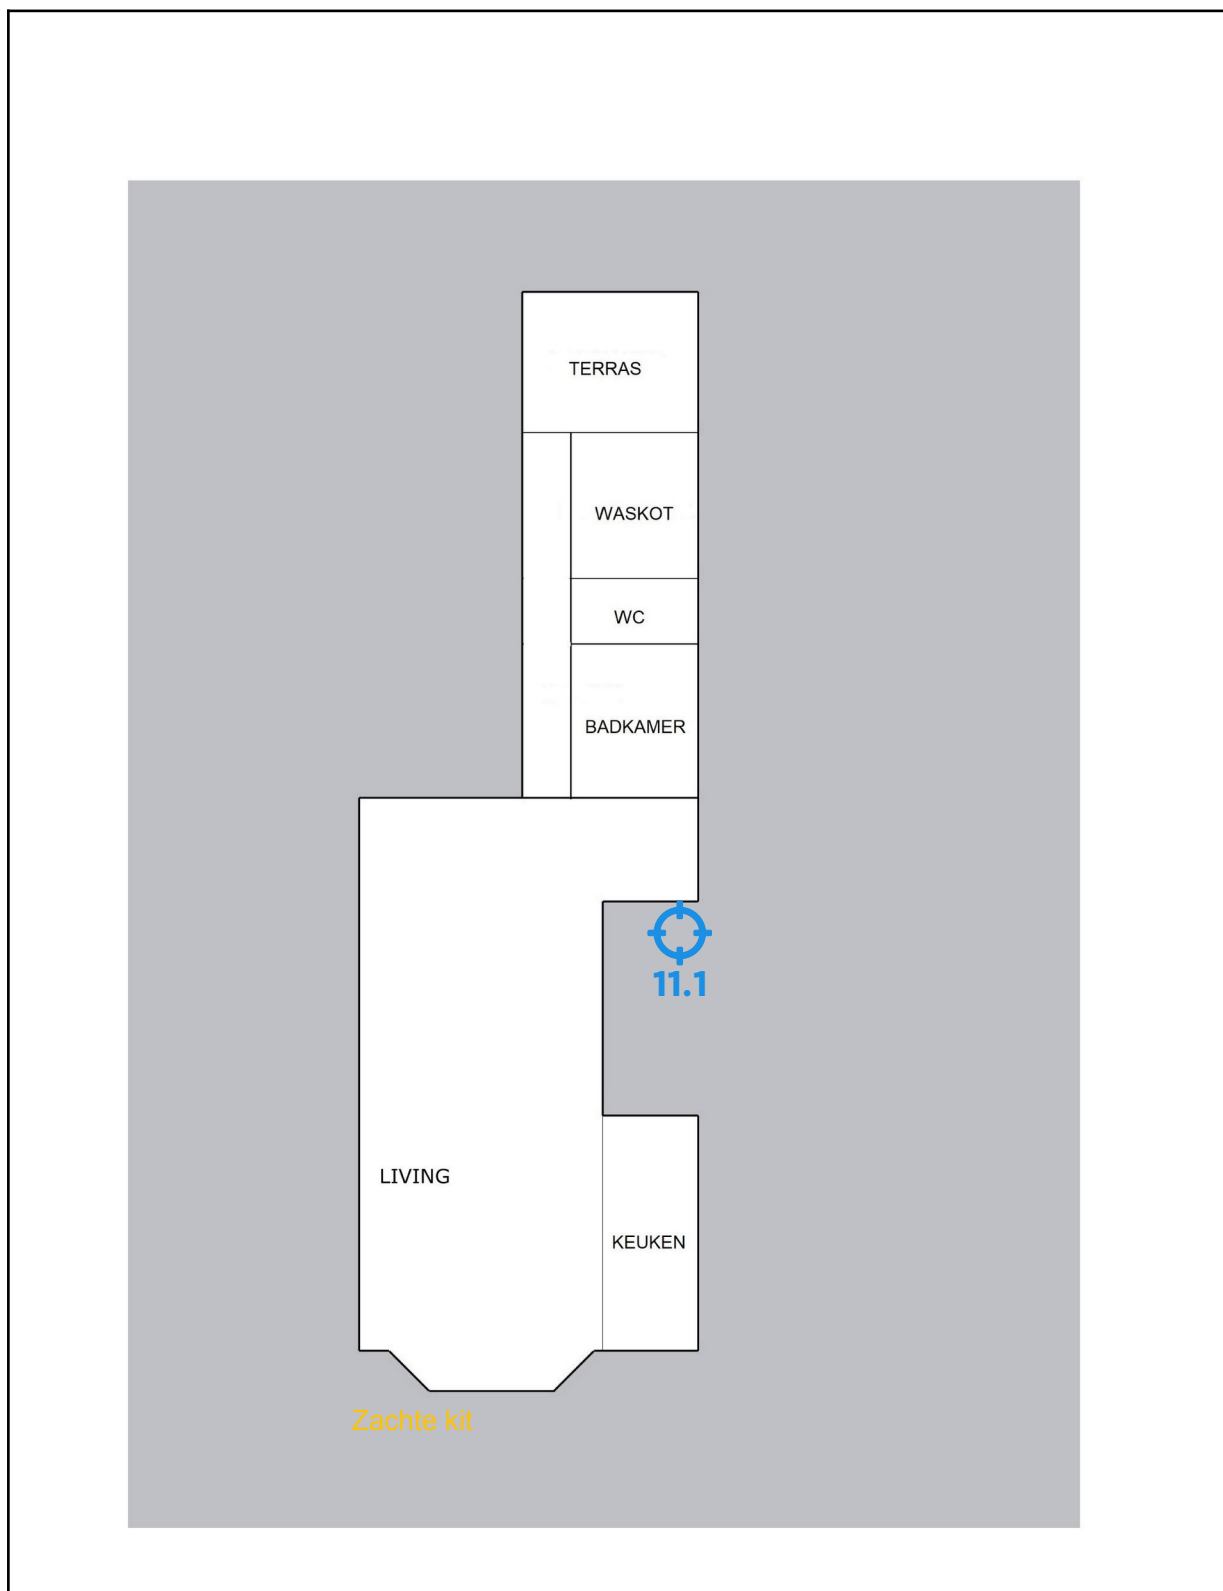 TERRAS
WASKOT
WC
BADKAMER
11.1
LIVING
KEUKEN
Zachte kit